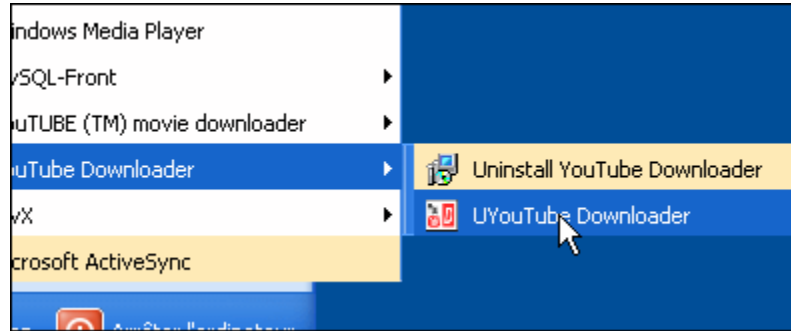 indows Media Player
ySQL-Front
uTUBE (TM) movie downloader
uTube Downloader
Uninstall YouTube Downloader
vX
UYouTube Downloader
crosoft ActiveSync